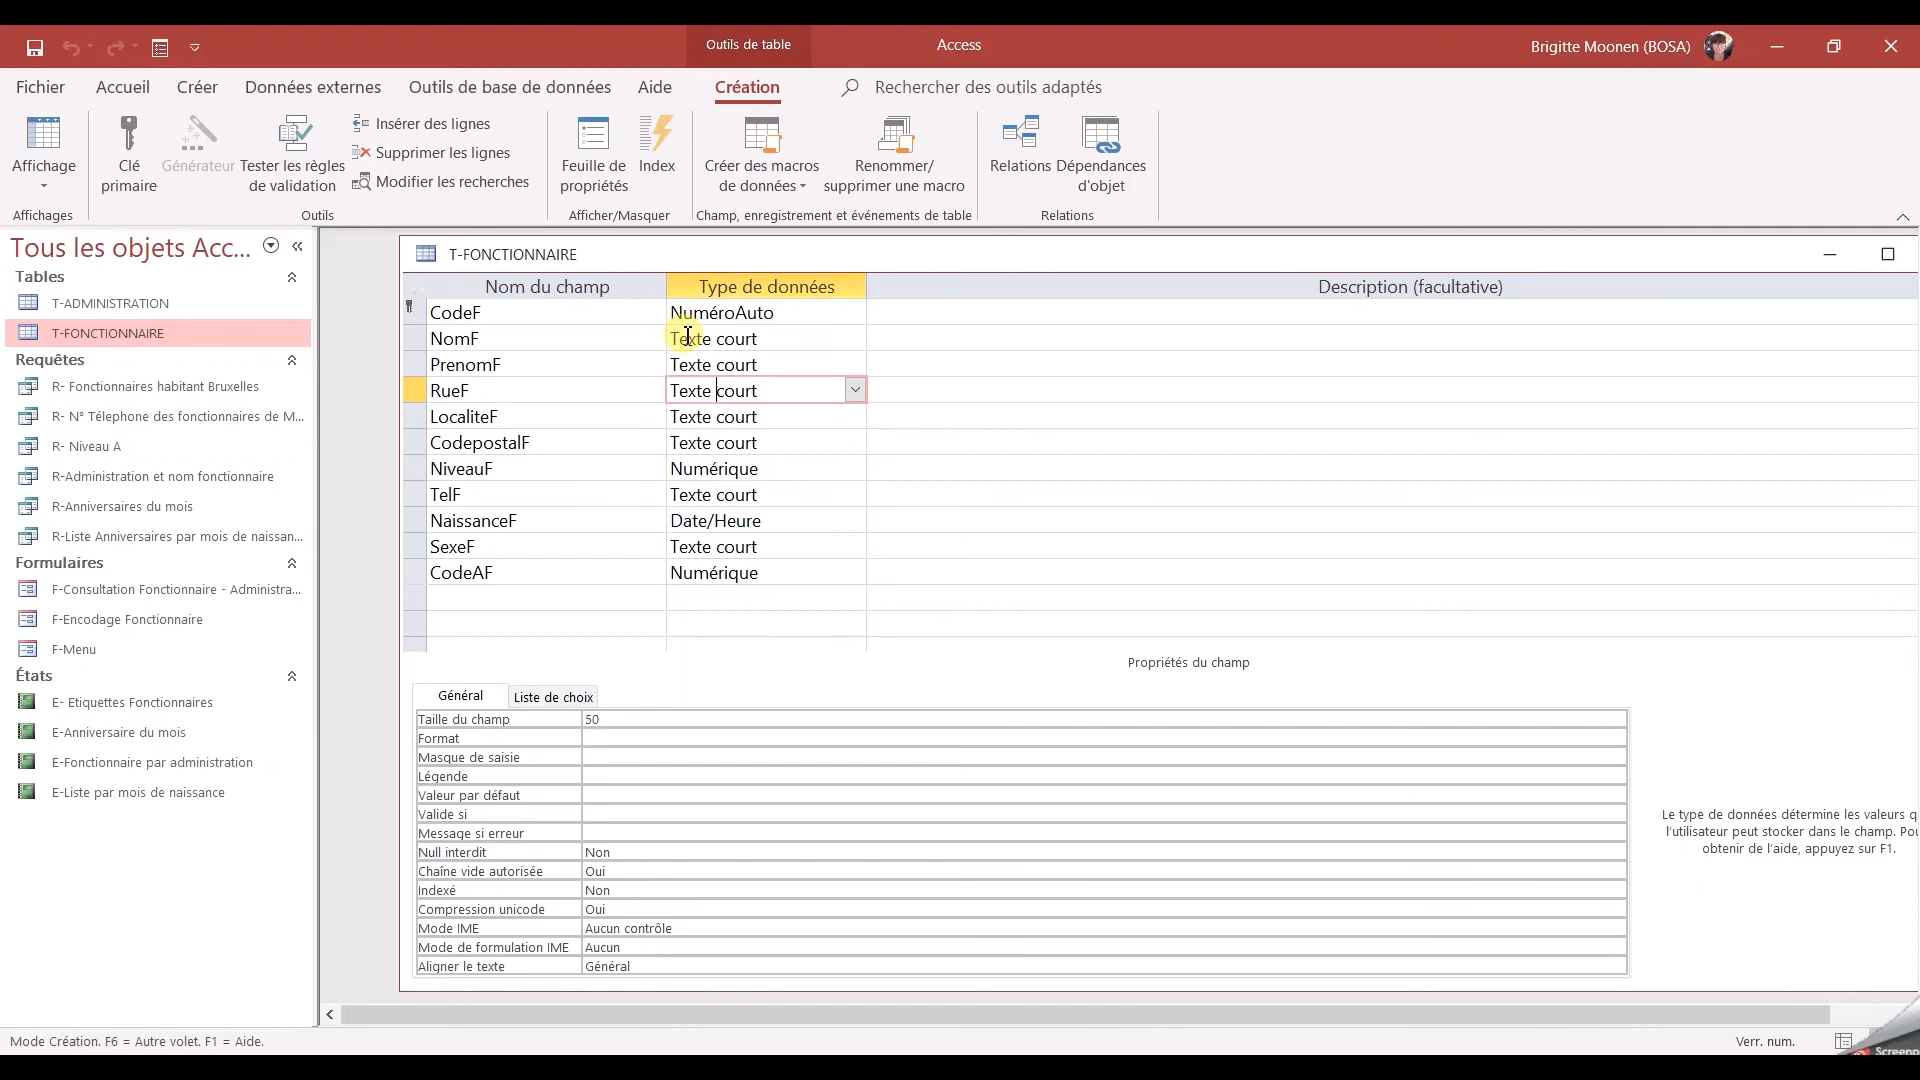 Outils de table
Access
Brigitte Moonen (BOSA)
Fichier
Accueil
Créer
Données externes
Outils de base de données
Aide
Création
Rechercher des outils adaptés
Affichage
Clé
primaire
Générateur
Tester les règles
de validation
Insérer des lignes
Supprimer les lignes
Modifier les recherches
Feuille de
propriétés
Index
Créer des macros
de données
Renommer/
supprimer une macro
Relations
Dépendances
d'objet
Affichages
Outils
Afficher/Masquer
Champ, enregistrement et événements de table
Relations
Tous les objets Acc...
Tables
T-ADMINISTRATION
T-FONCTIONNAIRE
Requêtes
R- Fonctionnaires habitant Bruxelles
R- N° Télephone des fonctionnaires de M...
R- Niveau A
R-Administration et nom fonctionnaire
R-Anniversaires du mois
R-Liste Anniversaires par mois de naissan...
Formulaires
F-Consultation Fonctionnaire - Administra...
F-Encodage Fonctionnaire
F-Menu
États
E- Etiquettes Fonctionnaires
E-Anniversaire du mois
E-Fonctionnaire par administration
E-Liste par mois de naissance
T-FONCTIONNAIRE
Nom du champ Type de données Description (facultative)
CodeF NuméroAuto
NomF Texte court
PrenomF Texte court
RueF Texte court
LocaliteF Texte court
CodepostalF Texte court
NiveauF Numérique
TelF Texte court
NaissanceF Date/Heure
SexeF Texte court
CodeAF Numérique
Propriétés du champ
Général
Liste de choix
Taille du champ 50
Format
Masque de saisie
Légende
Valeur par défaut
Valide si
Message si erreur
Null interdit Non
Chaîne vide autorisée Oui
Indexé Non
Compression unicode Oui
Mode IME Aucun contrôle
Mode de formulation IME Aucun
Aligner le texte Général
Le type de données détermine les valeurs q
l'utilisateur peut stocker dans le champ. Pou
obtenir de l'aide, appuyez sur F1.
Mode Création. F6 = Autre volet. F1 = Aide.
Verr. num.